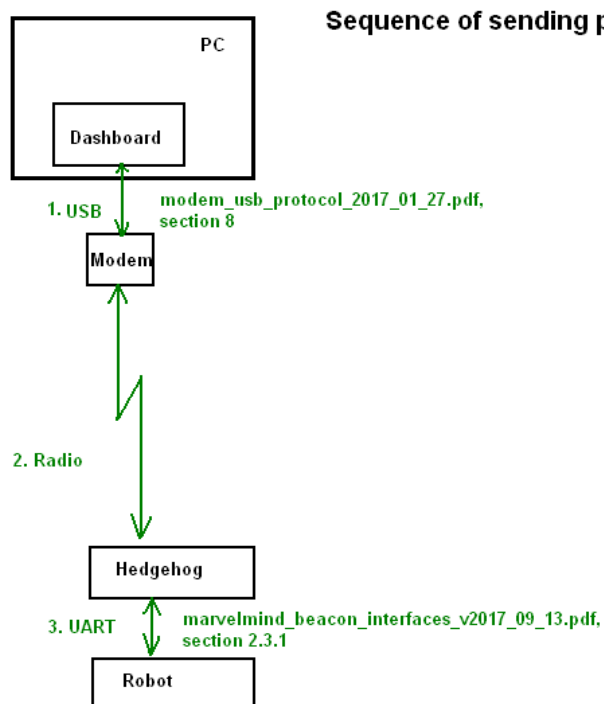 Sequence of sending
PC
Dashboard
1. USB
modem_usb_protocol_2017_01_27.pdf,
section 8
Modem
2. Radio
Hedgehog
3. UART
marvelmind_beacon_interfaces_v2017_09_13.pdf,
section 2.3.1
Robot